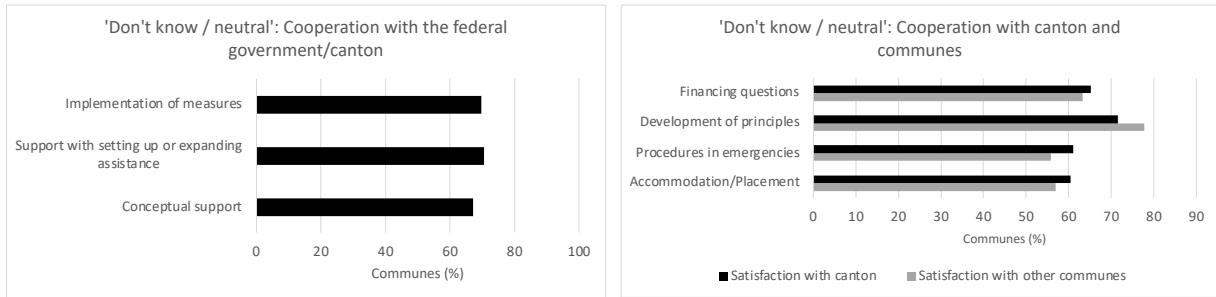 'Don't know / neutral': Cooperation with the federal
government/canton
Implementation of measures
Support with setting up or expanding
assistance
Conceptual support
0 20 40 60 80 100
Communes (%)
'Don't know / neutral': Cooperation with canton and
communes
Financing questions
Development of principles
Procedures in emergencies
Accommodation/Placement
0 10 20 30 40 50 60 70 80 90
Communes (%)
Satisfaction with canton Satisfaction with other communes